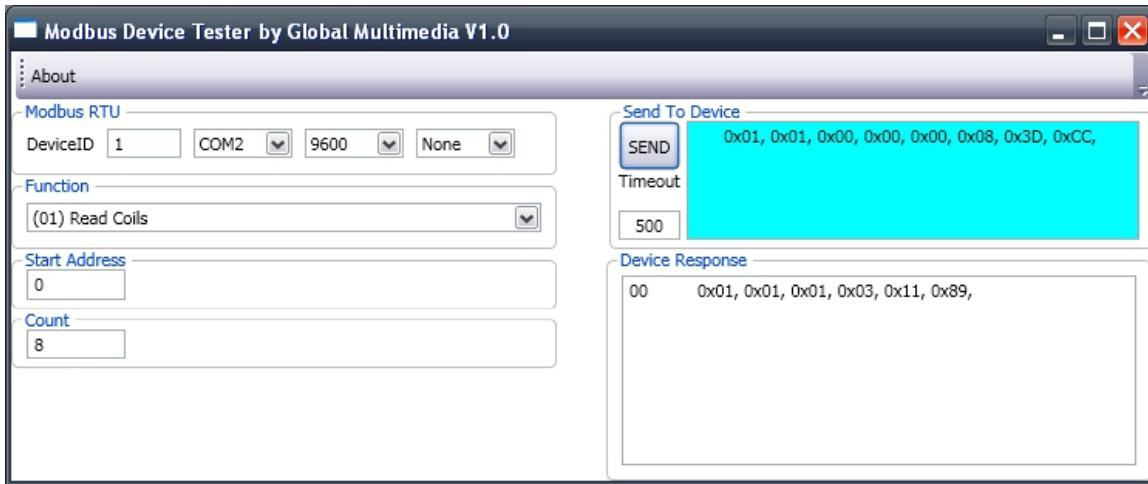 Modbus Device Tester by Global Multimedia V1.0
About
Modbus RTU
DeviceID 1 COM2 9600 None
Function
(01) Read Coils
Start Address
0
Count
8
Send To Device
SEND
0x01, 0x01, 0x00, 0x00, 0x00, 0x08, 0x3D, 0xCC,
Timeout
500
Device Response
00 0x01, 0x01, 0x01, 0x03, 0x11, 0x89,